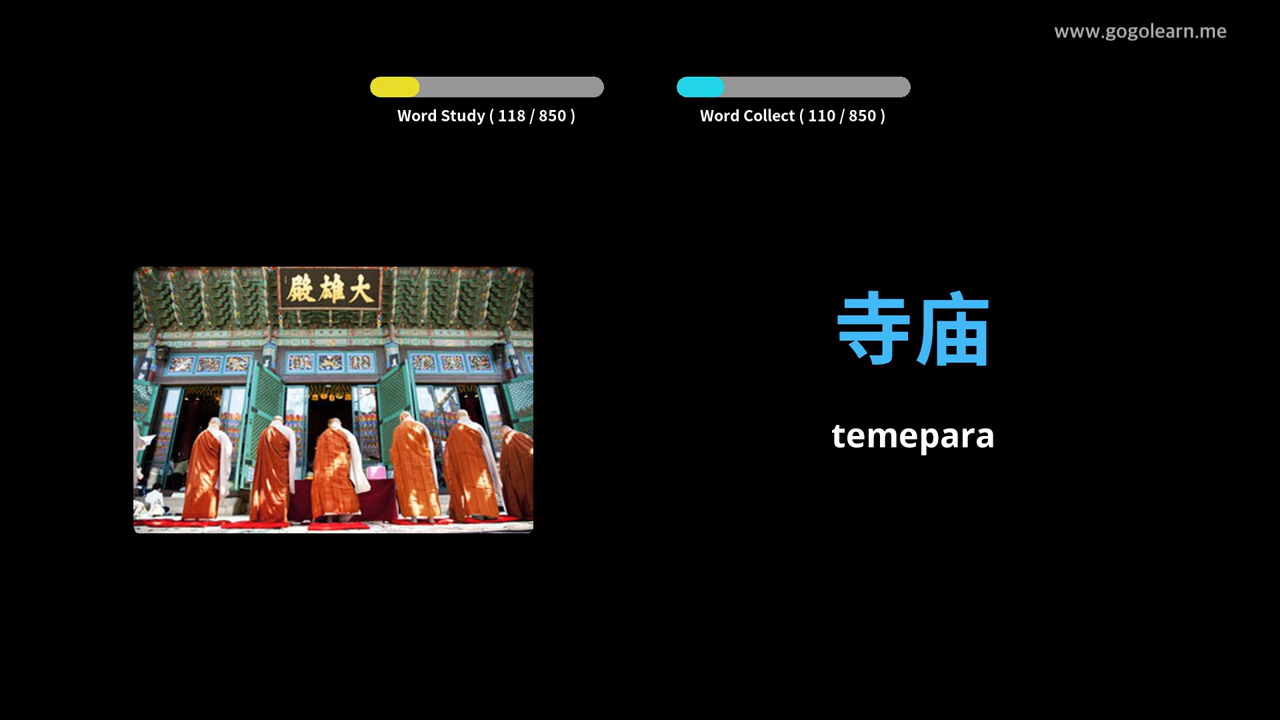 www.gogolearn.me
Word Study ( 118 / 850 )
Word Collect ( 110 / 850 )
殿雄大
寺庙
temepara